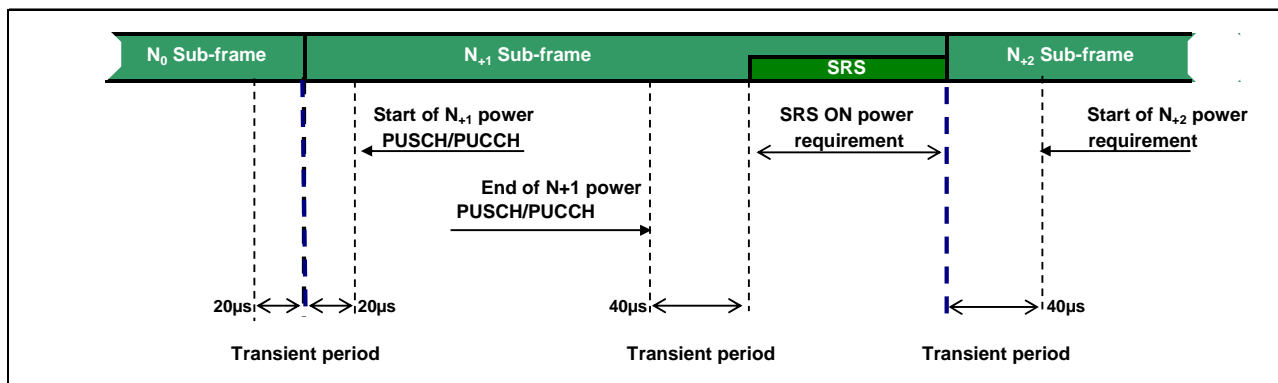 N0 Sub-frame
N+1 Sub-frame
SRS
N+2 Sub-frame
Start of N+1 power
PUSCH/PUCCH
SRS ON power
requirement
Start of N+2 power
requirement
End of N+1 power
PUSCH/PUCCH
20µs
20µs
40µs
40µs
Transient period
Transient period
Transient period